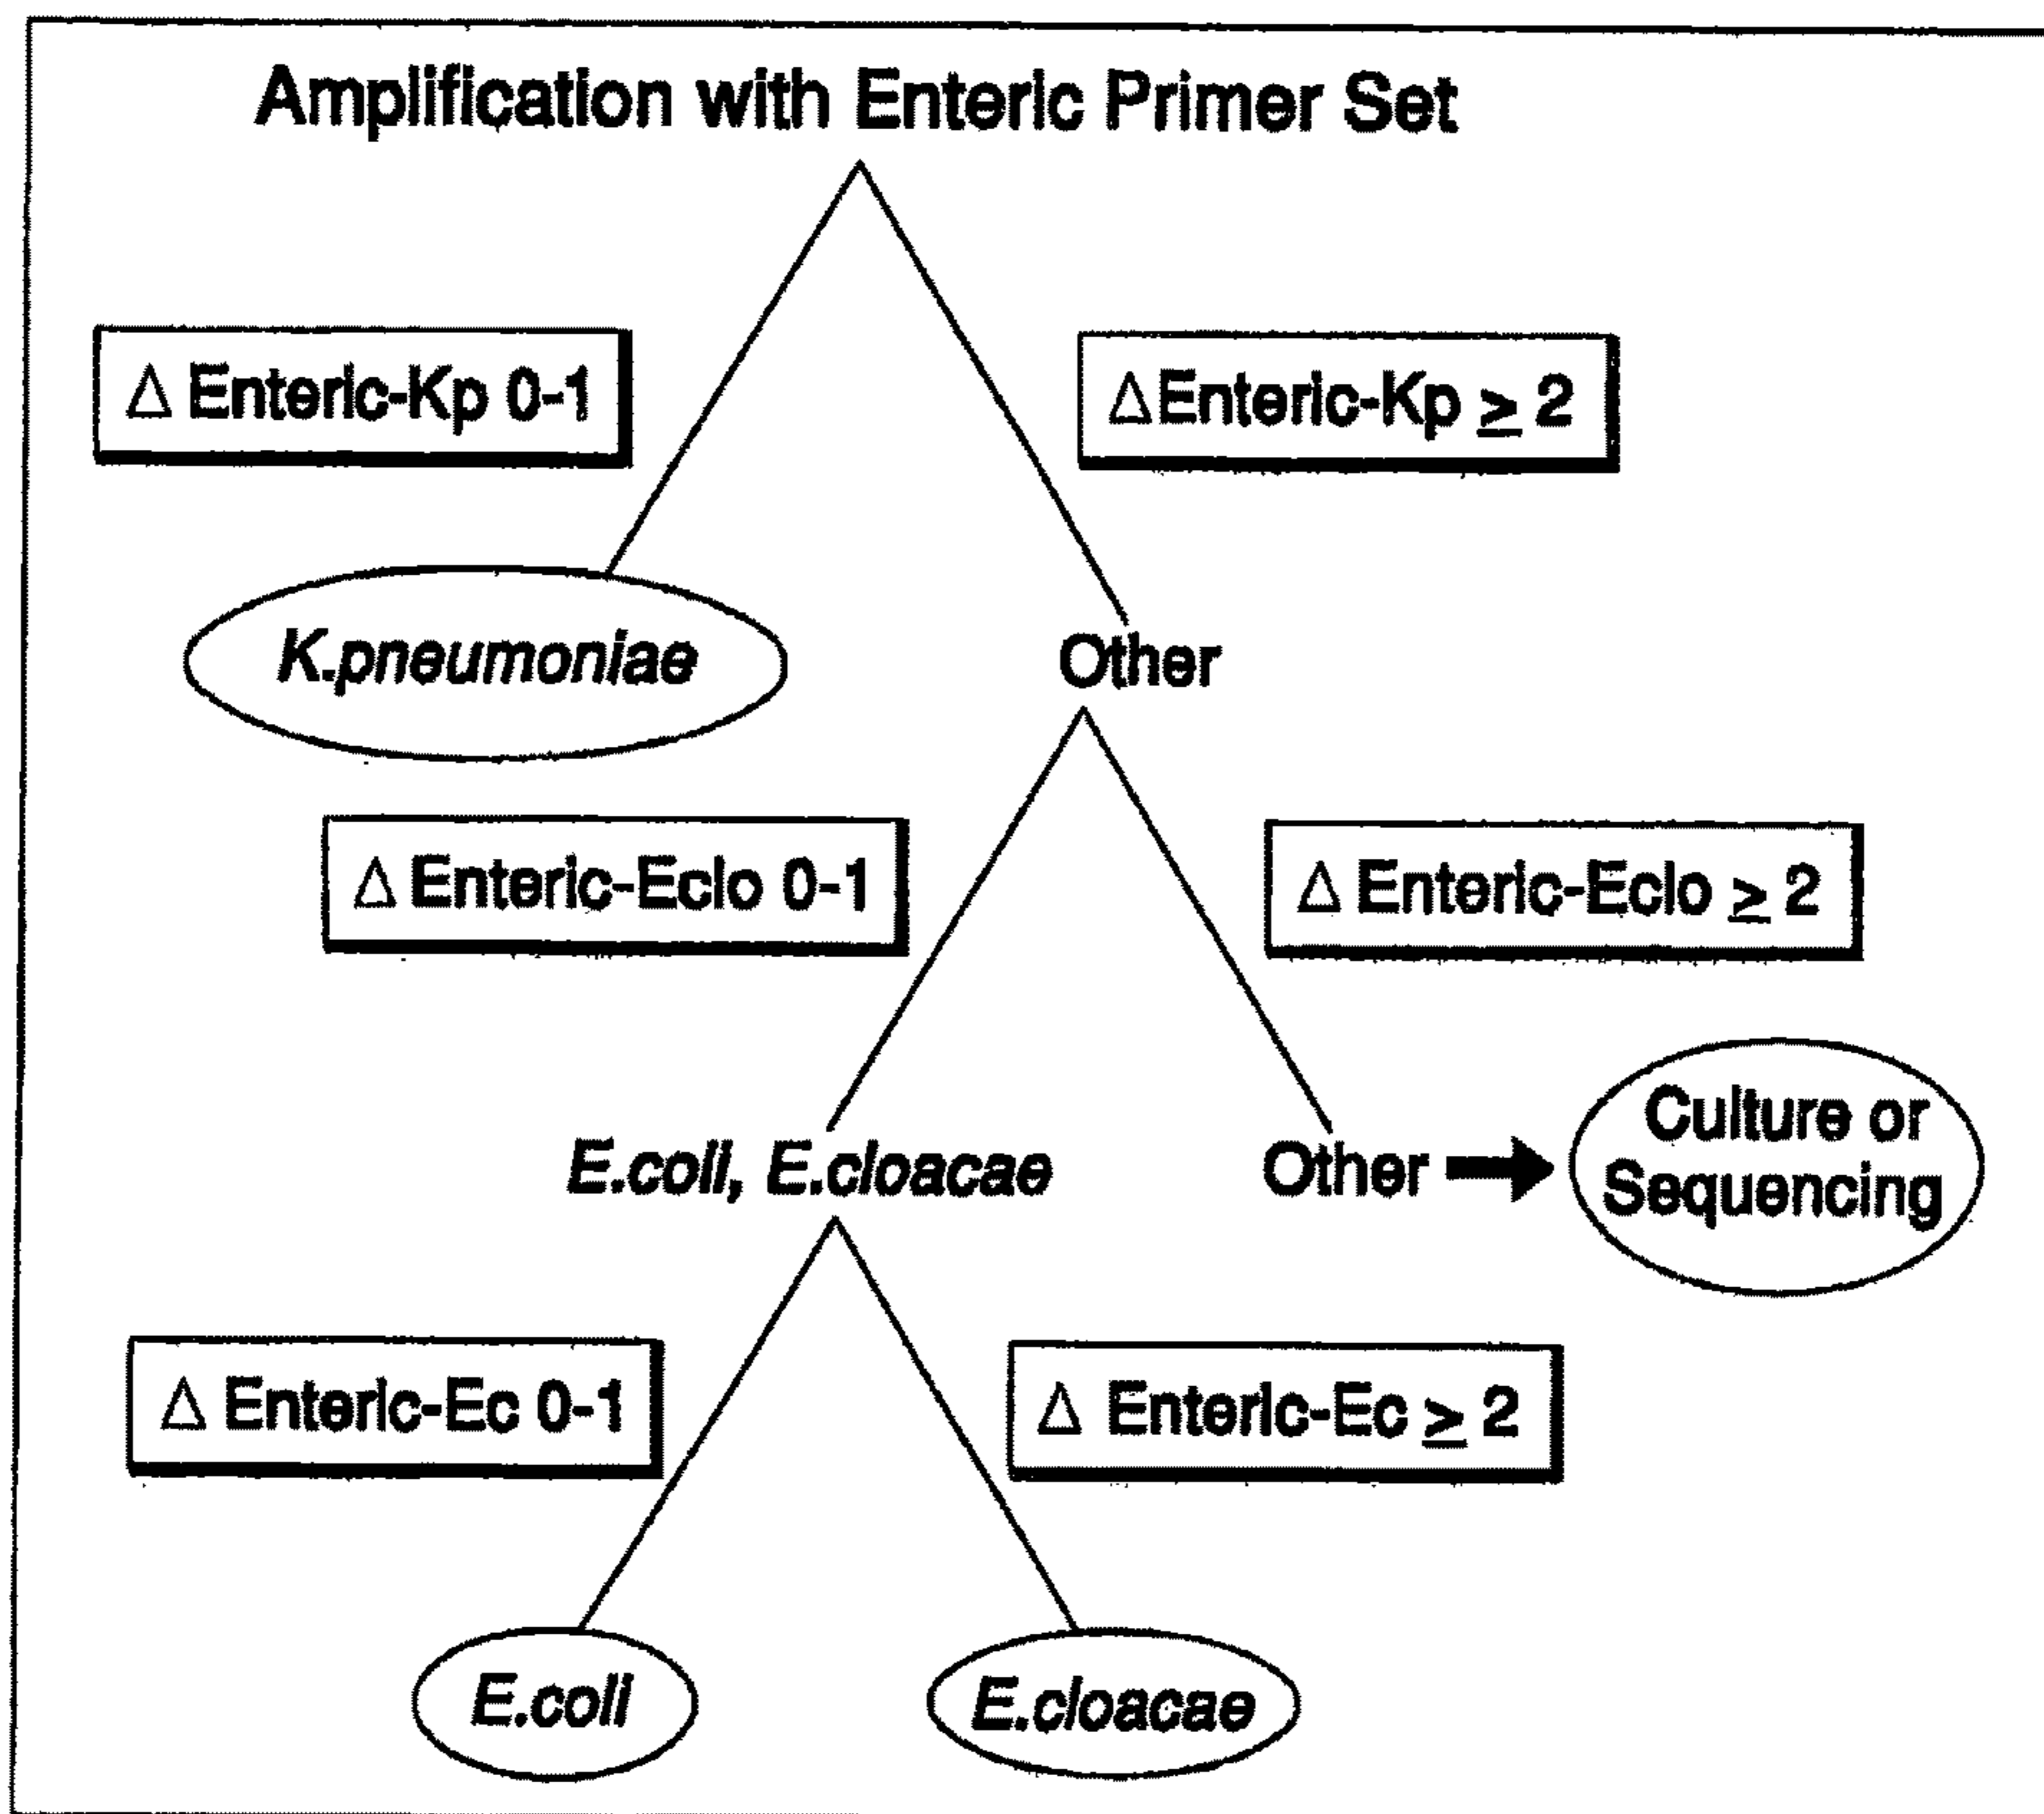 Amplification with Enteric Primer Set
△ Enteric-Kp 0-1
△ Enteric-Kp ≥ 2
K.pneumoniae
Other
△ Enteric-Eclo 0-1
△ Enteric-Eclo ≥ 2
E.coli, E.cloacae
Other
Culture or
Sequencing
△ Enteric-Ec 0-1
△ Enteric-Ec ≥ 2
E.coli
E.cloacae